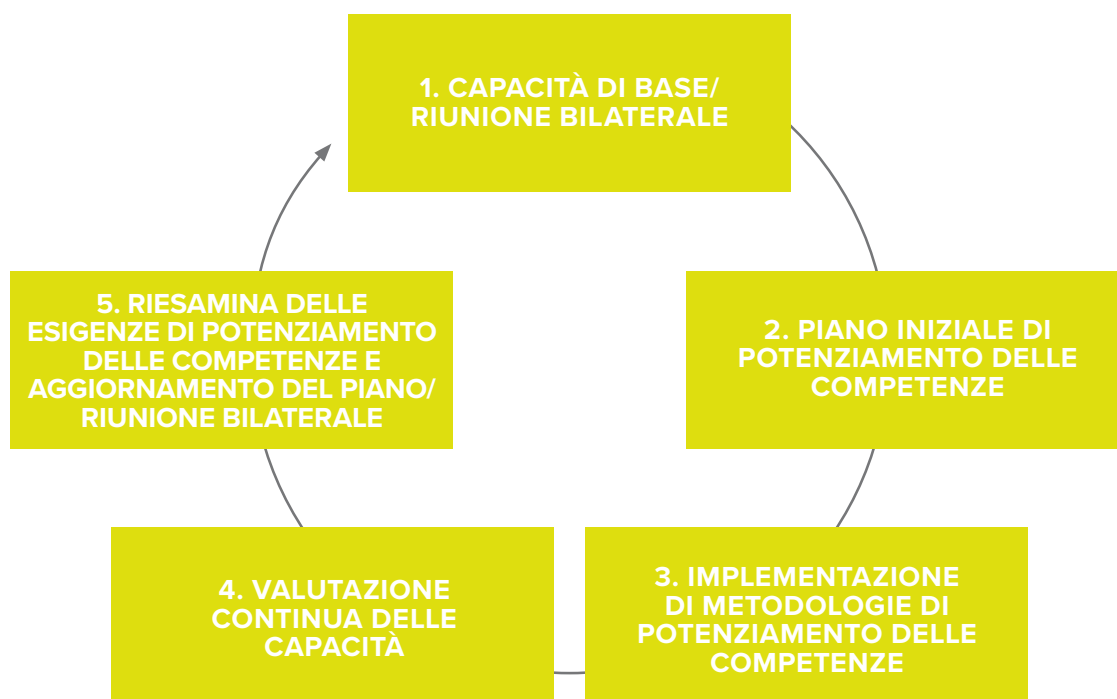 1. CAPACITÀ DI BASE/
RIUNIONE BILATERALE
2. PIANO INIZIALE DI
POTENZIAMENTO DELLE
COMPETENZE
3. IMPLEMENTAZIONE
DI METODOLOGIE DI
POTENZIAMENTO DELLE
COMPETENZE
4. VALUTAZIONE
CONTINUA DELLE
CAPACITÀ
5. RIESAMINA DELLE
ESIGENZE DI POTENZIAMENTO
DELLE COMPETENZE E
AGGIORNAMENTO DEL PIANO/
RIUNIONE BILATERALE